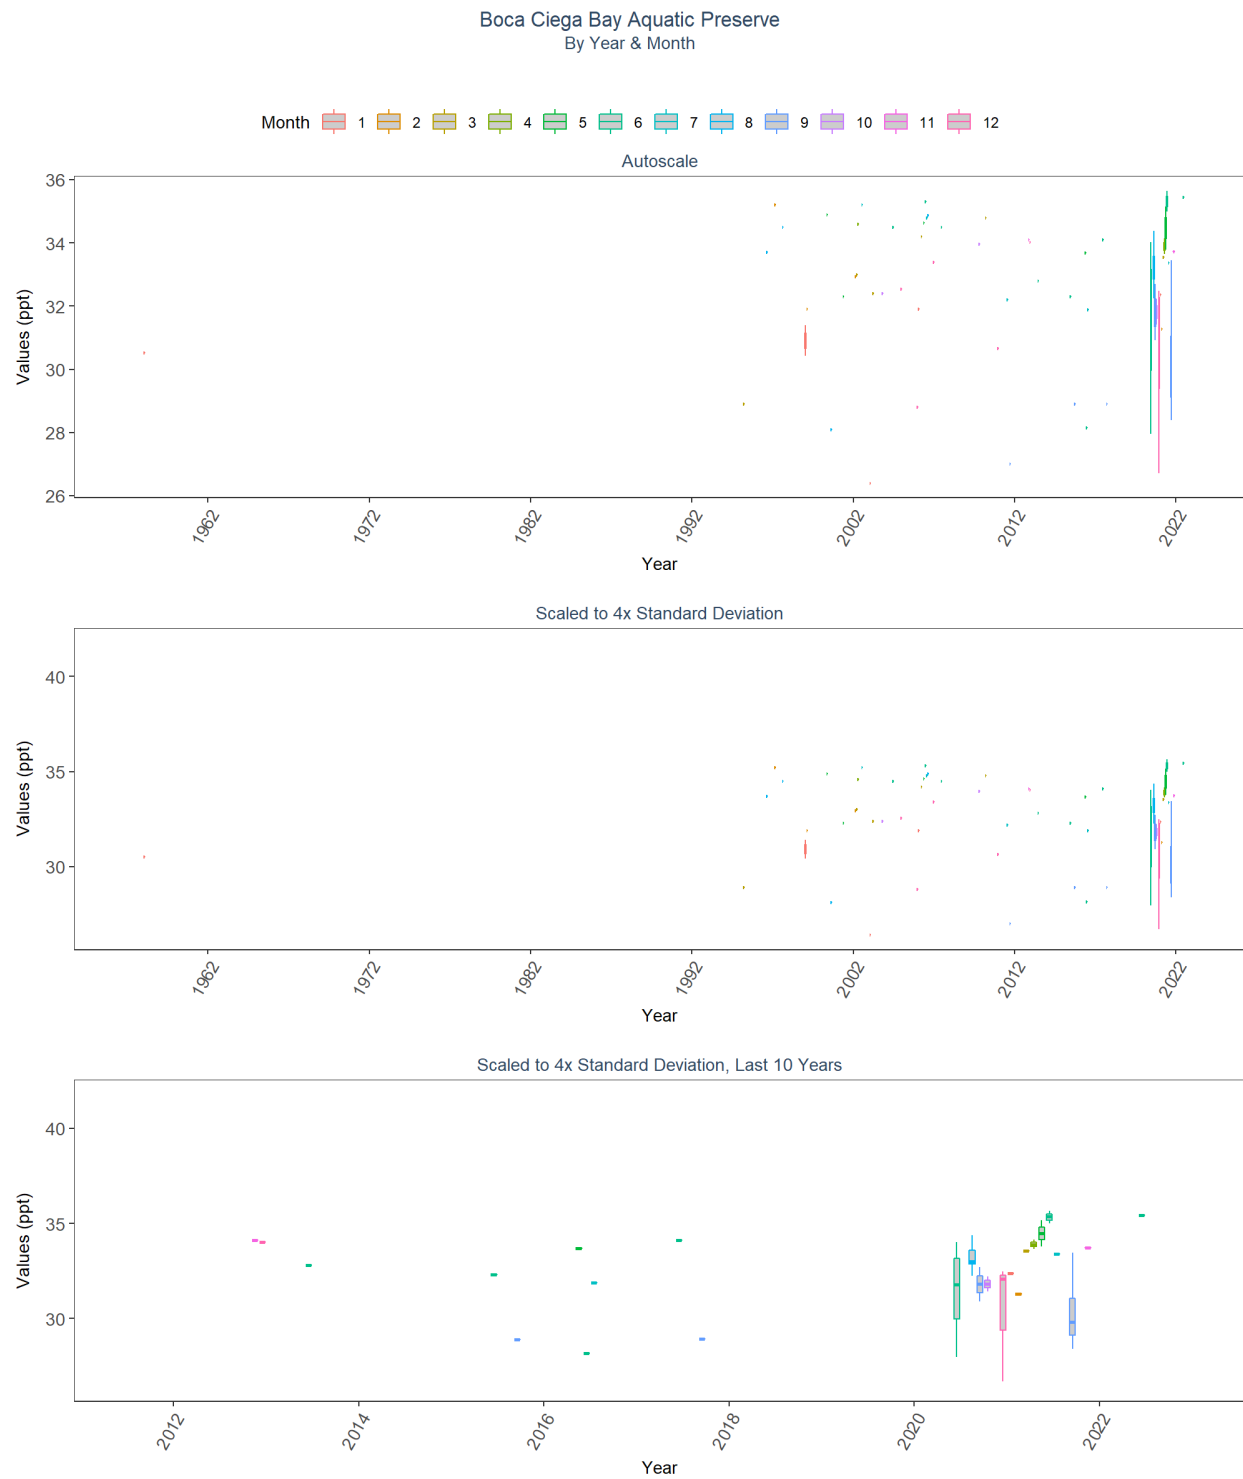 Boca Ciega Bay Aquatic Preserve
By Year & Month
Month 1 2 3 4 5 6 7 8 9 10 11 12
Autoscale
36
34
32
30
28
26
Values (ppt)
1962 1972 1982 1992 2002 2012 2022
Year
Scaled to 4x Standard Deviation
40
35
30
Values (ppt)
1962 1972 1982 1992 2002 2012 2022
Year
Scaled to 4x Standard Deviation, Last 10 Years
40
35
30
Values (ppt)
2012 2014 2016 2018 2020 2022
Year